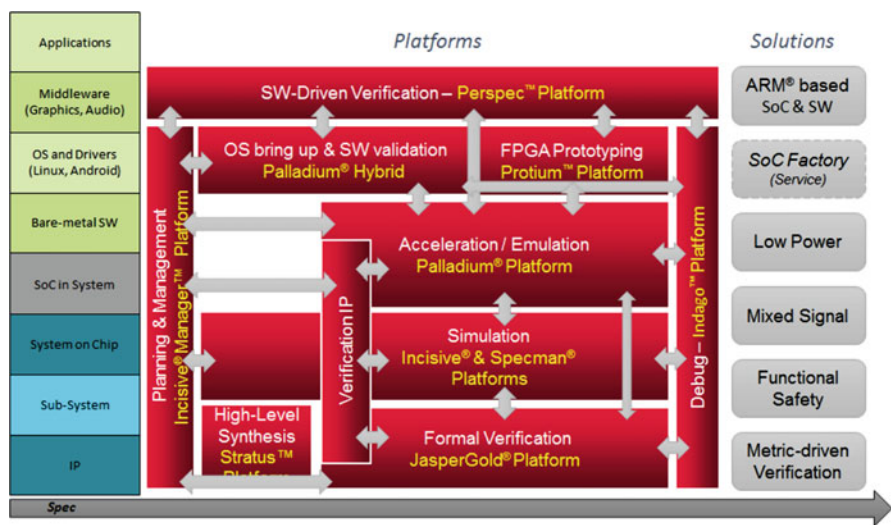 Platforms
Solutions
Applications
Middleware
(Graphics, Audio)
OS and Drivers
(Linux, Android)
Bare-metal SW
SoC in System
System on Chip
Sub-System
IP
SW-Driven Verification – Perspec™ Platform
Planning & Management
Incisive® Manager™ Platform
OS bring up & SW validation
Palladium® Hybrid
FPGA Prototyping
Protium™ Platform
Acceleration / Emulation
Palladium® Platform
Verification IP
Simulation
Incisive® & Specman®
Platforms
High-Level
Synthesis
Stratus™
Platform
Formal Verification
JasperGold® Platform
Debug – Indago™ Platform
ARM® based
SoC & SW
SoC Factory
(Service)
Low Power
Mixed Signal
Functional
Safety
Metric-driven
Verification
Spec